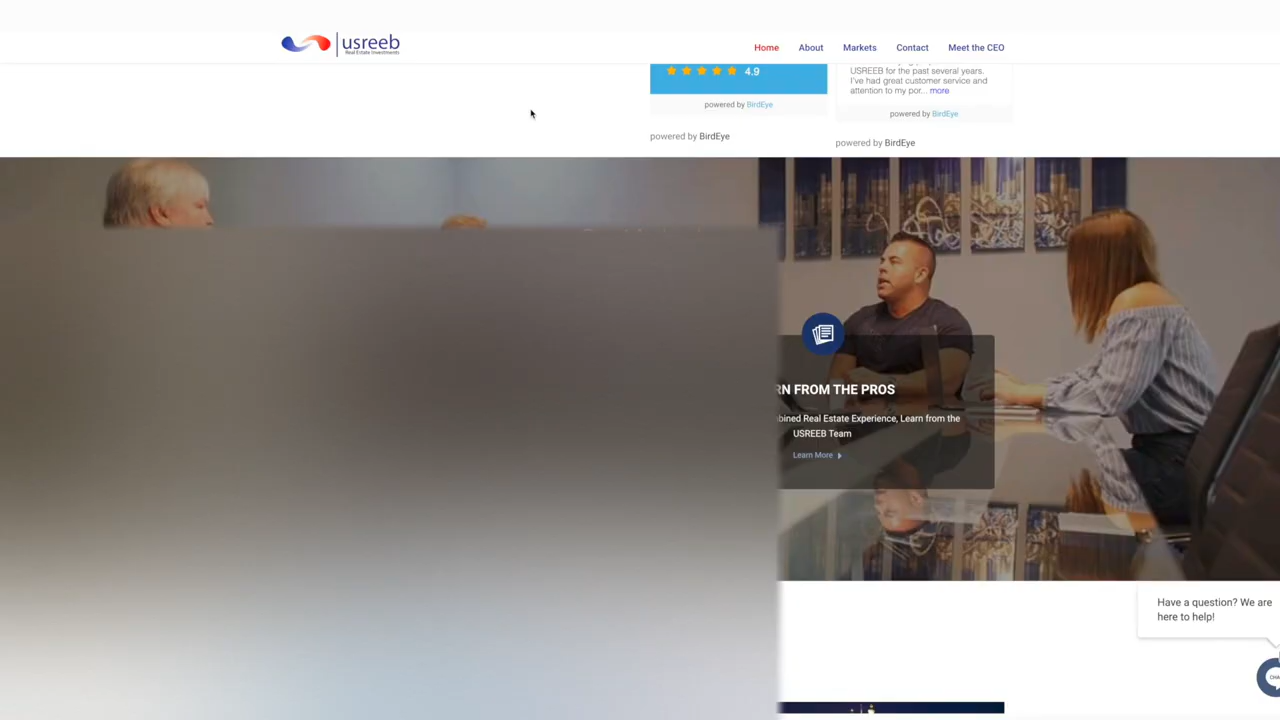 usreeb
Real Estate Investments
Home
About
Markets
Contact
Meet the CEO
4.9
powered by BirdEye
powered by BirdEye
USREEB for the past several years.
I've had great customer service and
attention to my por... more
powered by BirdEye
powered by BirdEye
RN FROM THE PROS
bined Real Estate Experience, Learn from the
USREEB Team
Learn More
Have a question? We are
here to help!